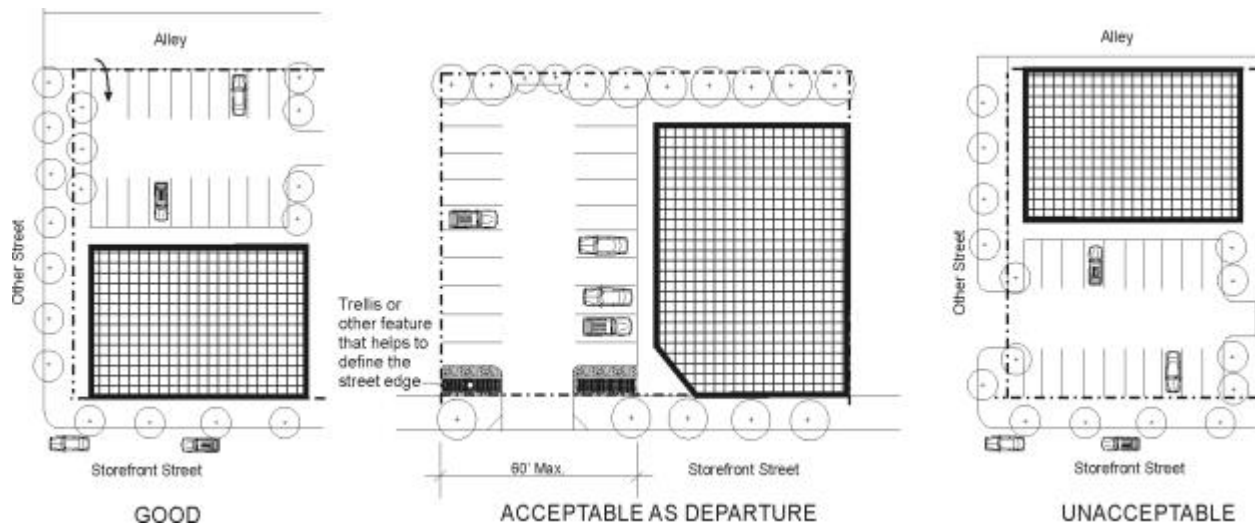 Alley
Other Street
Storefront Street
GOOD
Trellis or
other feature
that helps to
define the
street edge
60' Max.
Storefront Street
ACCEPTABLE AS DEPARTURE
Alley
Other Street
Storefront Street
UNACCEPTABLE